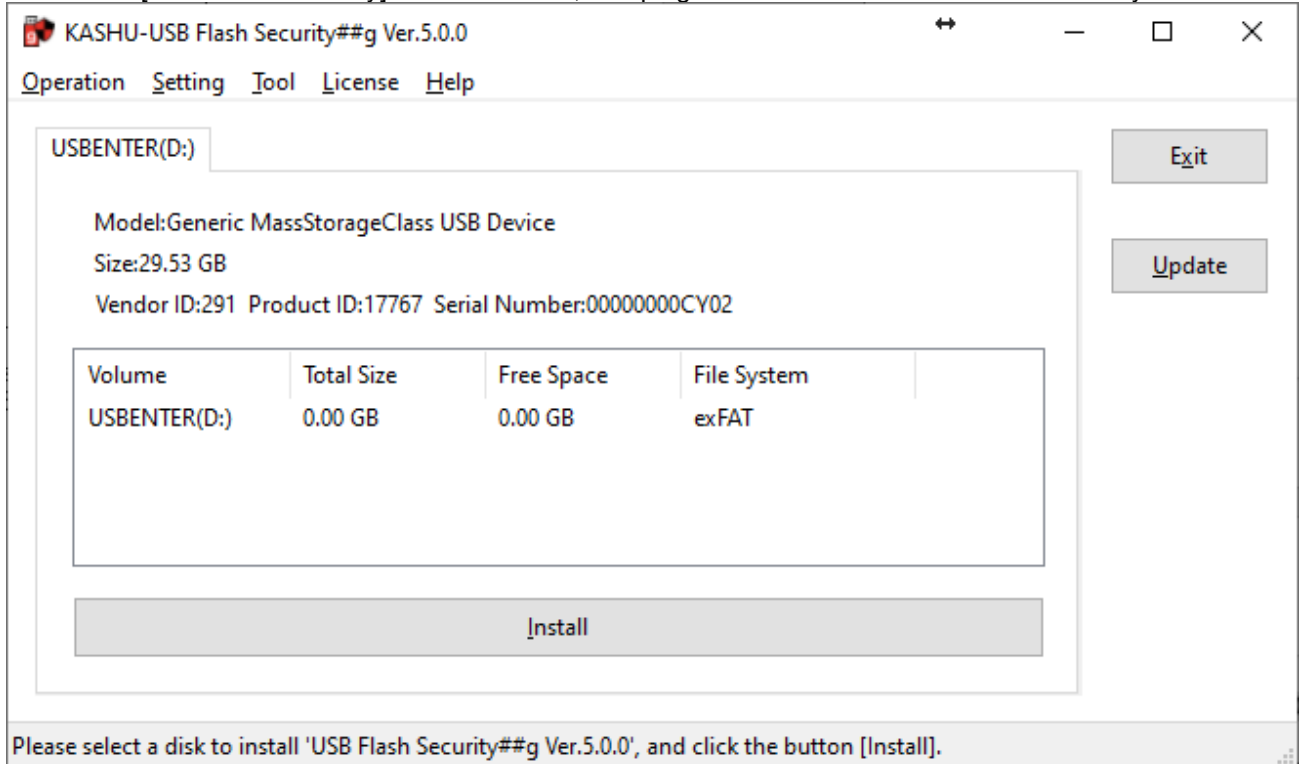 KASHU-USB Flash Security##g Ver.5.0.0
Operation Setting Tool License Help
USBENTER(D:)
Exit
Model:Generic MassStorageClass USB Device
Size:29.53 GB
Update
Vendor ID:291 Product ID:17767 Serial Number:00000000CY02
Volume Total Size Free Space File System
USBENTER(D:) 0.00 GB 0.00 GB exFAT
Install
Please select a disk to install 'USB Flash Security##g Ver.5.0.0', and click the button [Install].